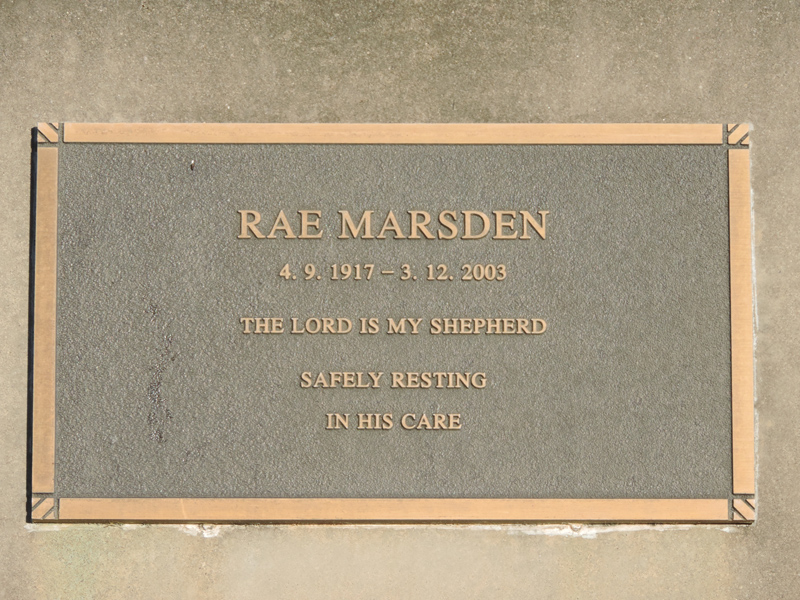 RAE MARSDEN
4. 9. 1917 – 3. 12. 2003
THE LORD IS MY SHEPHERD
SAFELY RESTING
IN HIS CARE